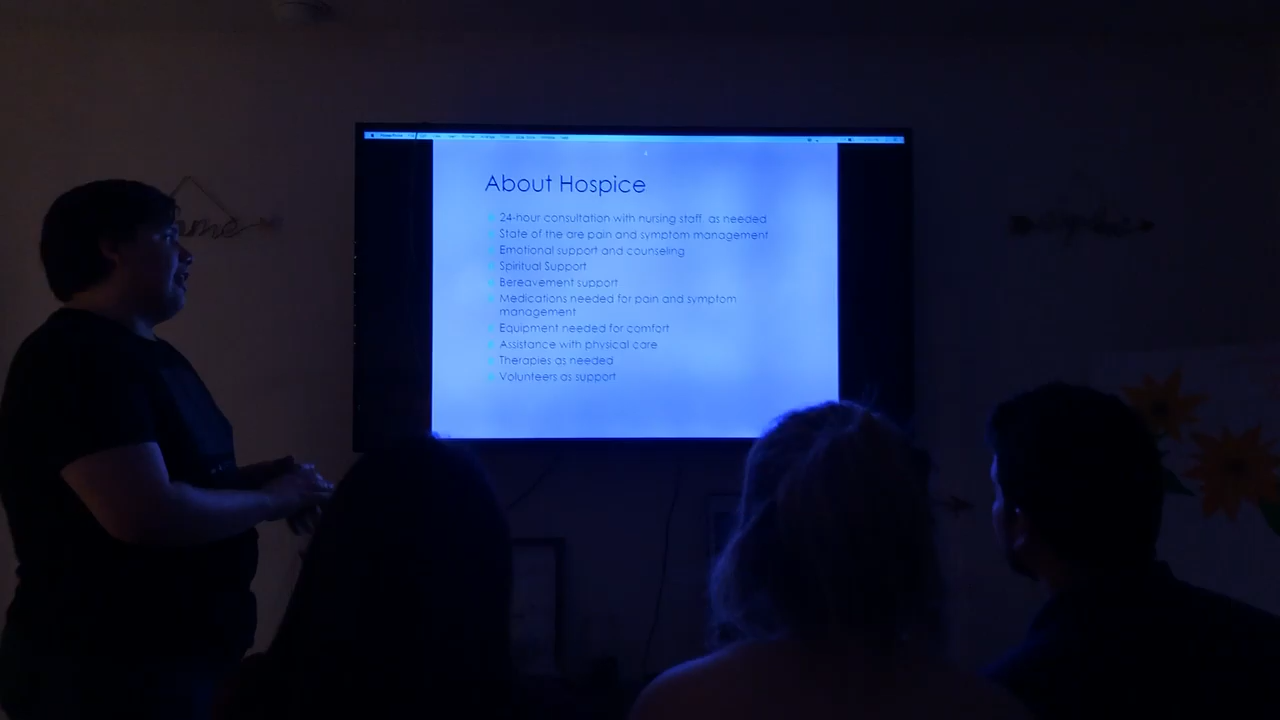 About Hospice
24-hour consultation with nursing staff, as needed
State of the are pain and symptom management
Emotional support and counseling
Spiritual Support
Bereavement support
Medications needed for pain and symptom
management
Equipment needed for comfort
Assistance with physical care
Therapies as needed
Volunteers as support